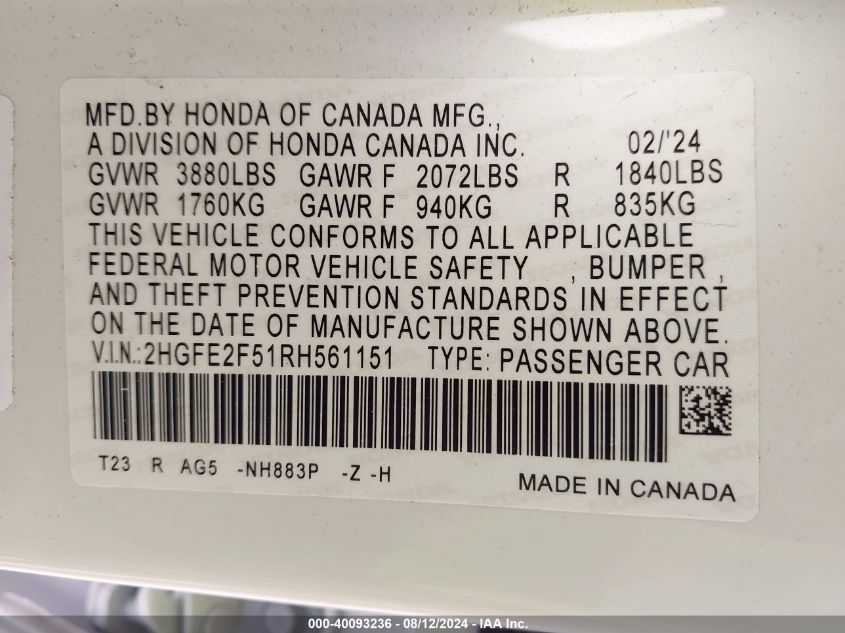 MFD.BY HONDA OF CANADA MFG.,
A DIVISION OF HONDA CANADA INC. 02/'24
GVWR 3880LBS GAWR F 2072LBS R 1840LBS
GVWR 1760KG GAWR F 940KG R 835KG
THIS VEHICLE CONFORMS TO ALL APPLICABLE
FEDERAL MOTOR VEHICLE SAFETY , BUMPER ,
AND THEFT PREVENTION STANDARDS IN EFFECT
ON THE DATE OF MANUFACTURE SHOWN ABOVE.
V.I.N.:2HGFE2F51RH561151 TYPE: PASSENGER CAR
T23 R AG5 -NH883P -Z -H
MADE IN CANADA
000-40093236 - 08/12/2024 - IAA Inc.